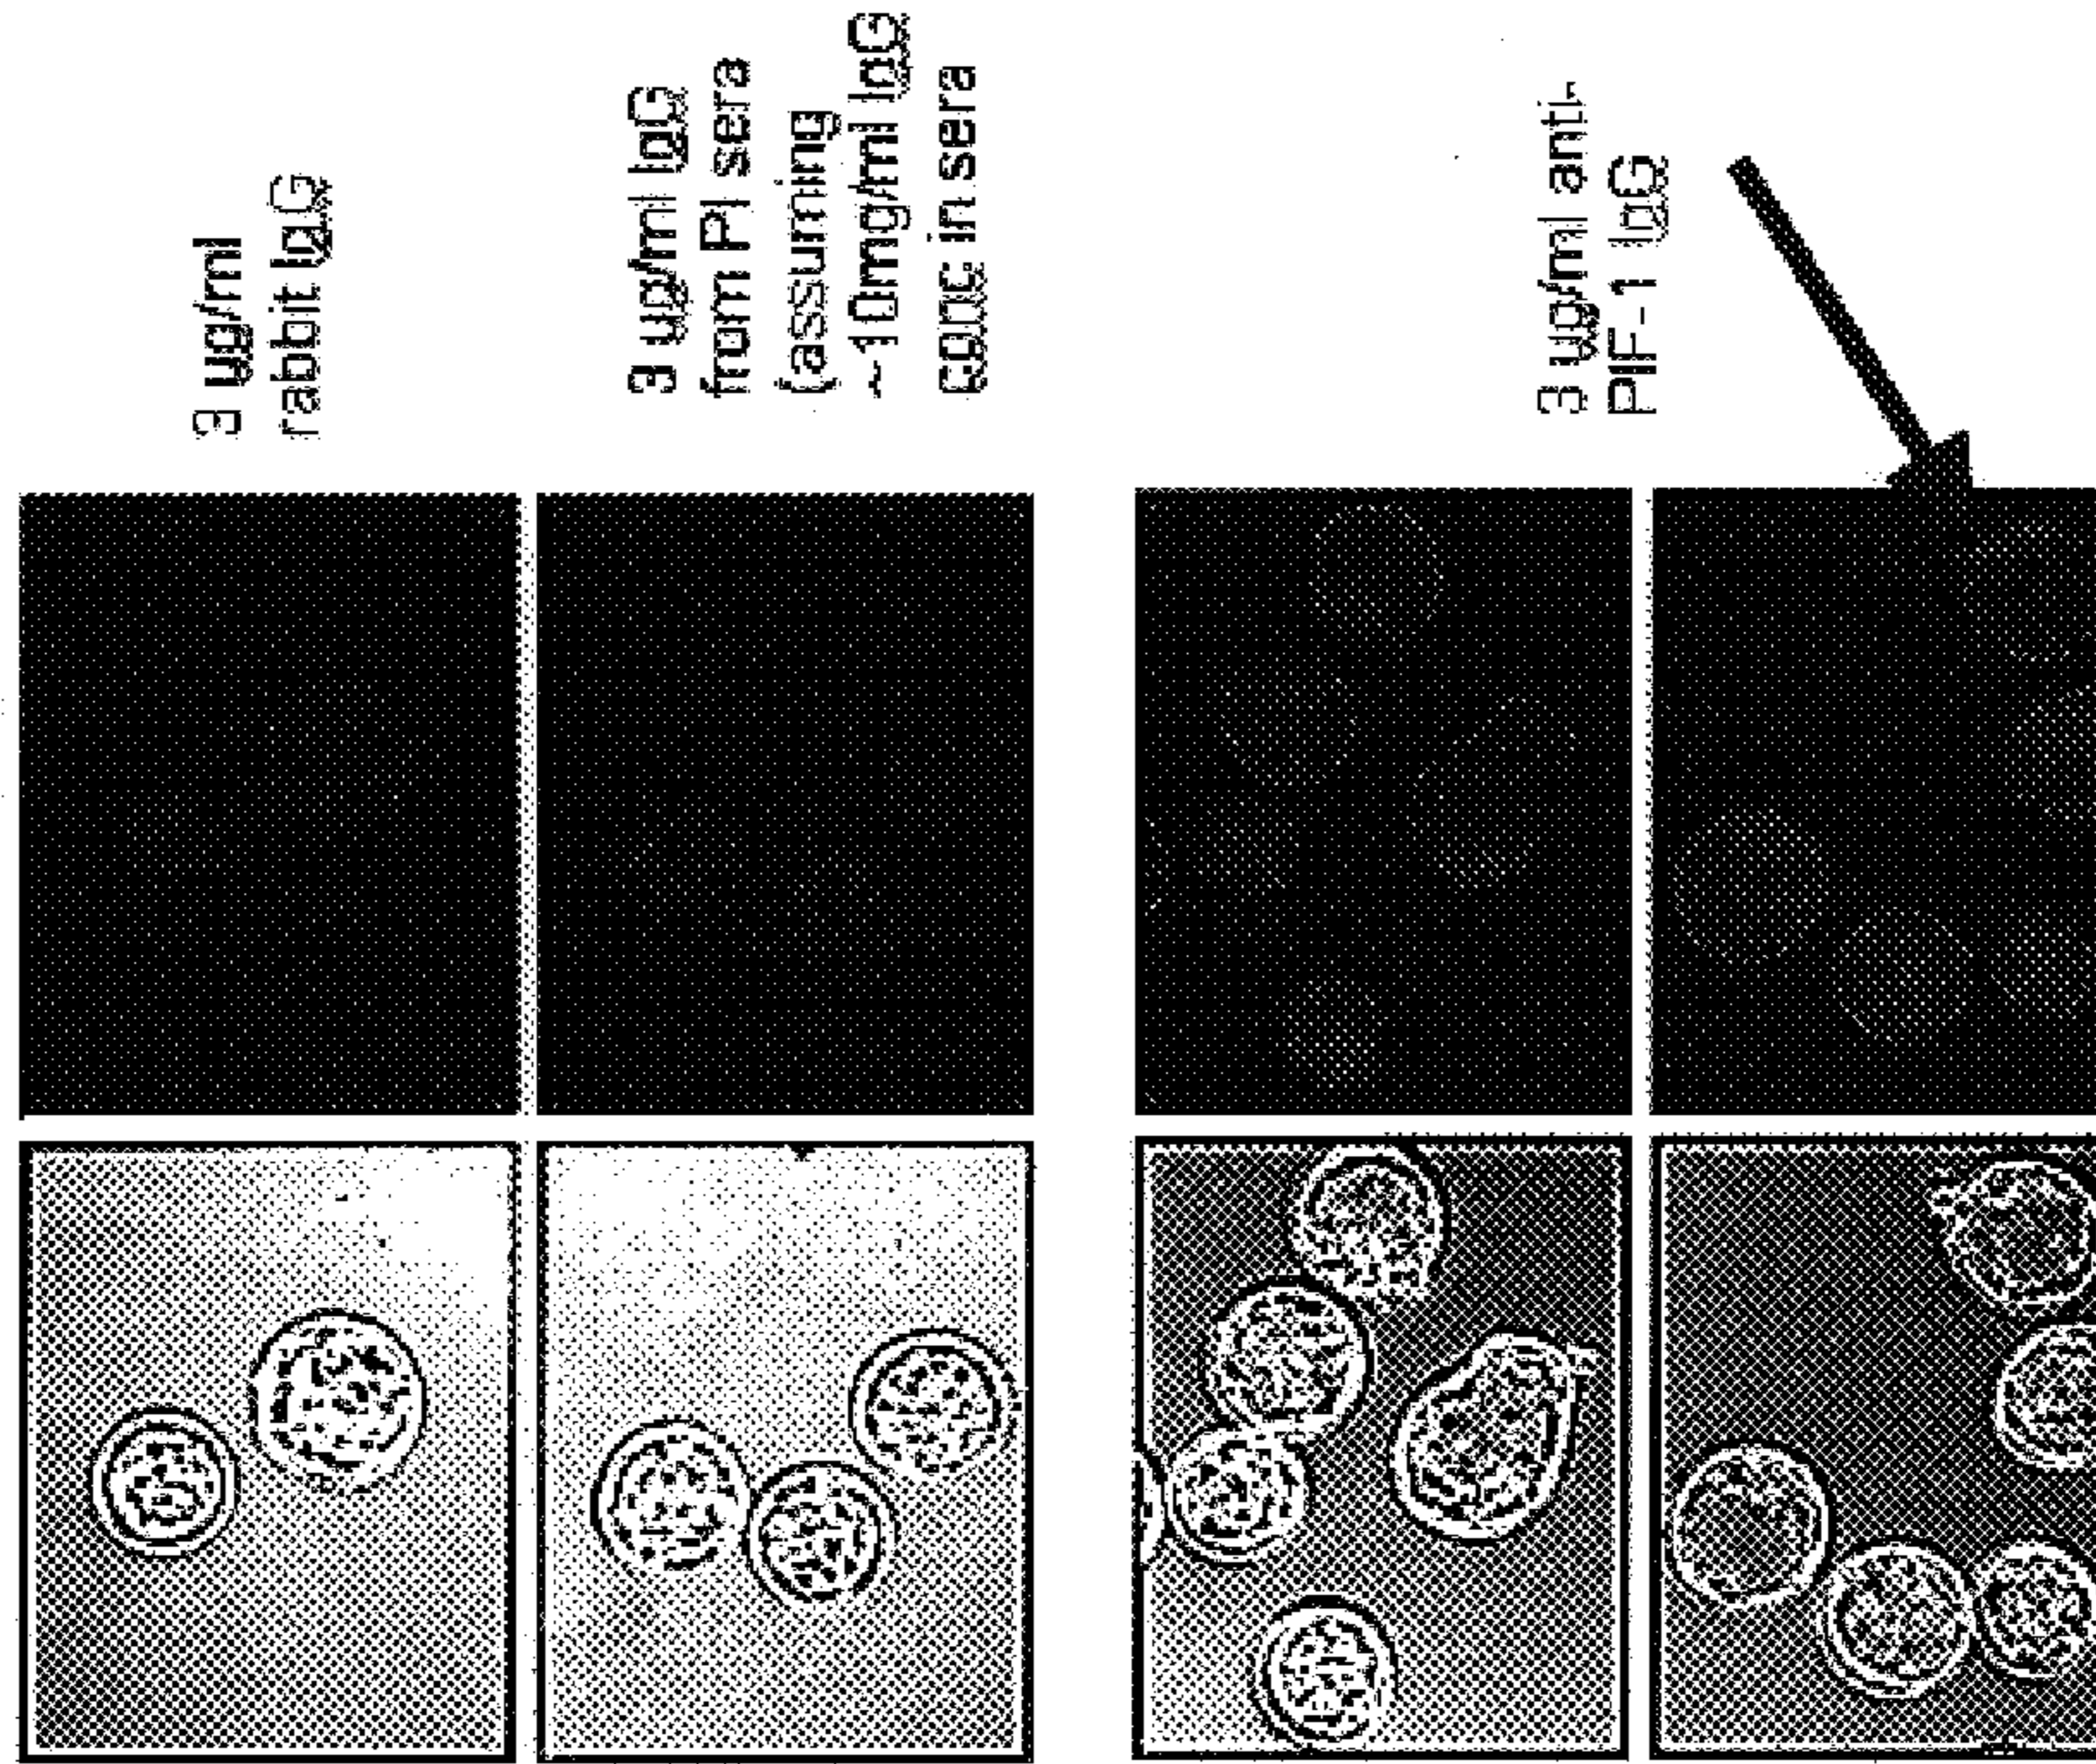 3 ug/ml
rabbit IgG
3 ug/ml IgG
from PI sera
(assuming
~10mg/ml IgG
conc in sera
3 ug/ml anti-
PIF-1 IgG